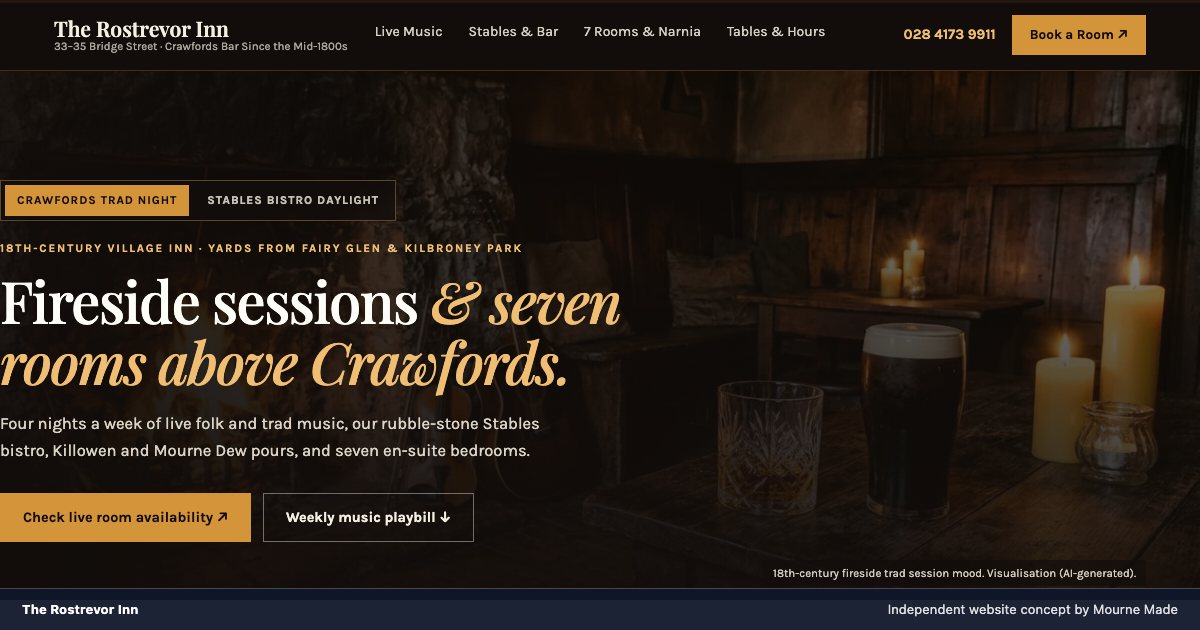 The Rostrevor Inn
33–35 Bridge Street · Crawfords Bar Since the Mid-1800s
Live Music
Stables & Bar
7 Rooms & Narnia
Tables & Hours
028 4173 9911
Book a Room ↗
CRAWFORDS TRAD NIGHT
STABLES BISTRO DAYLIGHT
18TH-CENTURY VILLAGE INN · YARDS FROM FAIRY GLEN & KILBRONEY PARK
Fireside sessions & seven
rooms above Crawfords.
Four nights a week of live folk and trad music, our rubble-stone Stables
bistro, Killowen and Mourne Dew pours, and seven en-suite bedrooms.
Check live room availability ↗
Weekly music playbill ↓
18th-century fireside trad session mood. Visualisation (AI-generated).
The Rostrevor Inn
Independent website concept by Mourne Made